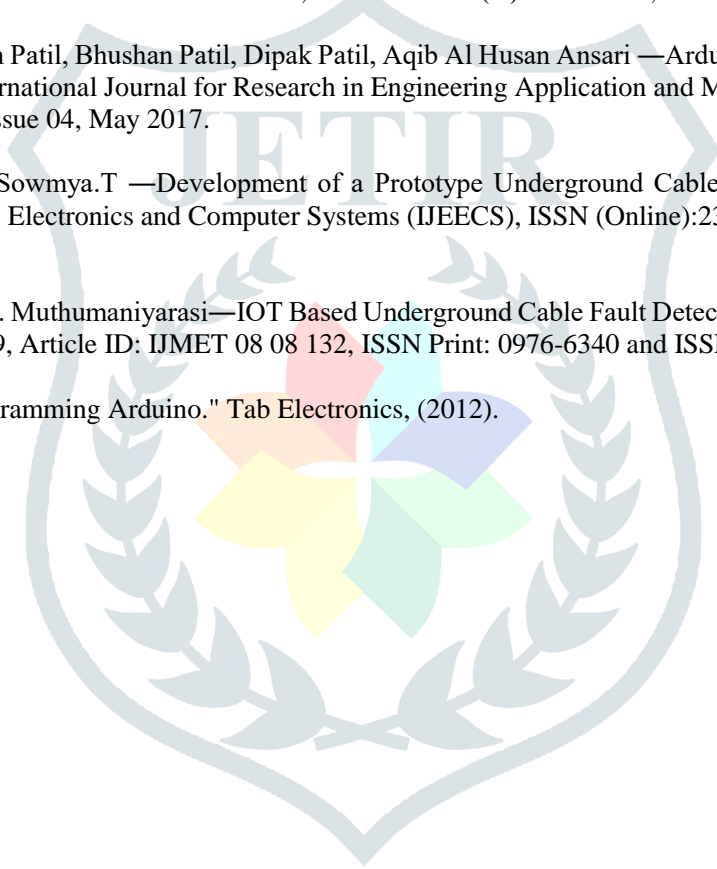 n Patil, Bhushan Patil, Dipak Patil, Aqib Al Husan Ansari ―Ardu
rnational Journal for Research in Engineering Application and M
ssue 04, May 2017.
JETIR
Sowmya.T ―Development of a Prototype Underground Cable
Electronics and Computer Systems (IJEECS), ISSN (Online):23
. Muthumaniyarasi―IOT Based Underground Cable Fault Detec
9, Article ID: IJMET 08 08 132, ISSN Print: 0976-6340 and ISS
ramming Arduino." Tab Electronics, (2012).